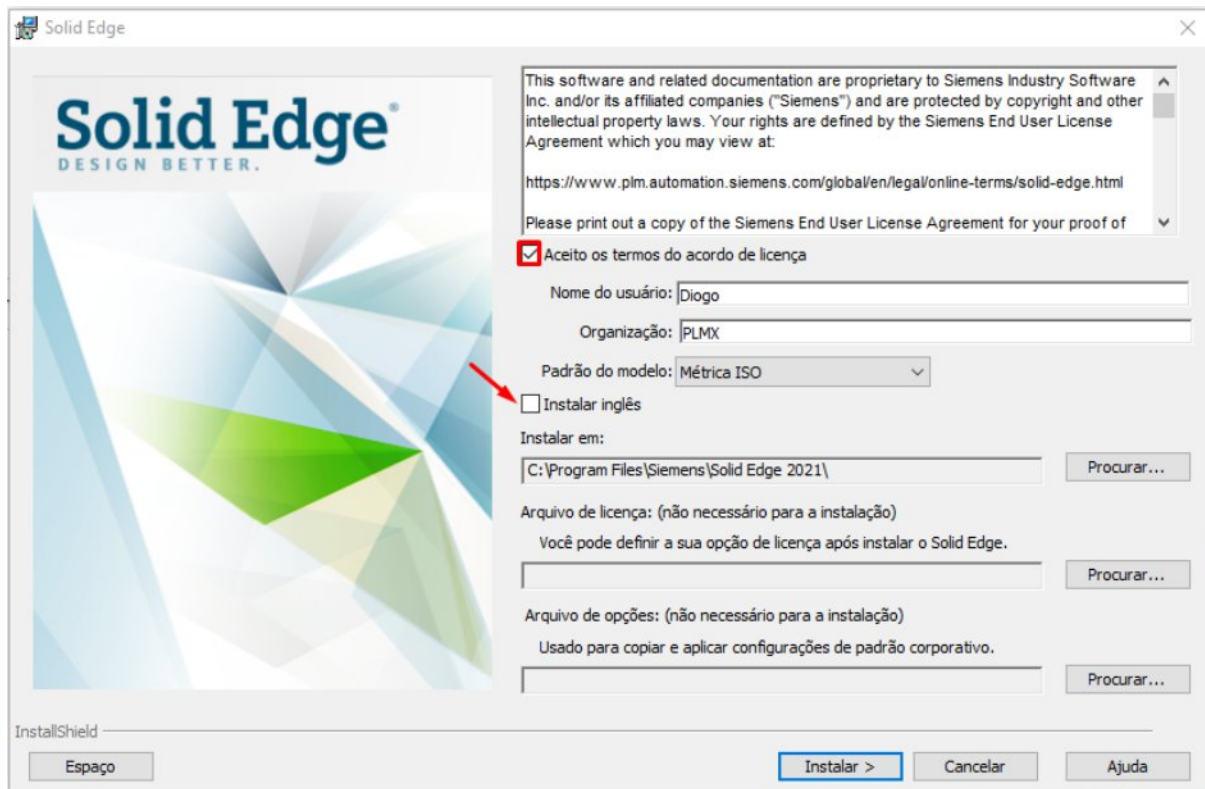 Solid Edge
Solid Edge®
DESIGN BETTER.
This software and related documentation are proprietary to Siemens Industry Software
Inc. and/or its affiliated companies ("Siemens") and are protected by copyright and other
intellectual property laws. Your rights are defined by the Siemens End User License
Agreement which you may view at:
https://www.plm.automation.siemens.com/global/en/legal/online-terms/solid-edge.html
Please print out a copy of the Siemens End User License Agreement for your proof of
Aceito os termos do acordo de licença
Nome do usuário: Diogo
Organização: PLMX
Padrão do modelo: Métrica ISO
Instalar inglês
Instalar em:
C:\Program Files\Siemens\Solid Edge 2021\ Procurar...
Arquivo de licença: (não necessário para a instalação)
Você pode definir a sua opção de licença após instalar o Solid Edge.
Procurar...
Arquivo de opções: (não necessário para a instalação)
Usado para copiar e aplicar configurações de padrão corporativo.
Procurar...
InstallShield
Espaço Instalar > Cancelar Ajuda